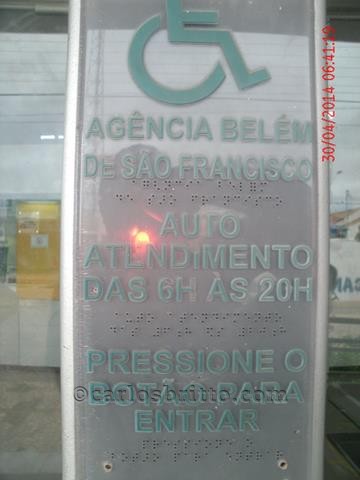 AGÊNCIA BELÉM
DE SÃO FRANCISCO
AUTO
ATENDIMENTO
DAS 6H ÀS 20H
PRESSIONE O
BOTÃO PARA
ENTRAR
©carlosbritto.com
30/04/2014 06:41:19